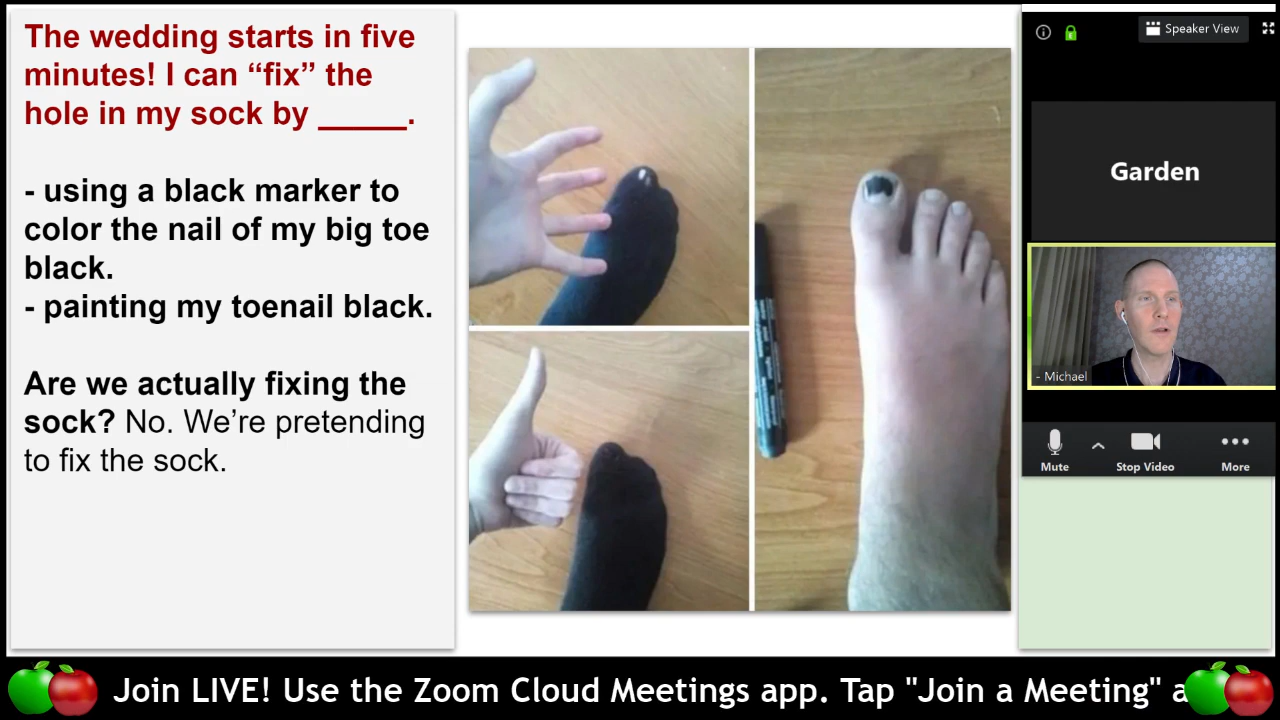 The wedding starts in five
minutes! I can “fix” the
hole in my sock by _____.
- using a black marker to
color the nail of my big toe
black.
- painting my toenail black.
Are we actually fixing the
sock? No. We’re pretending
to fix the sock.
Speaker View
Garden
- Michael
Mute
Stop Video
More
Join LIVE! Use the Zoom Cloud Meetings app. Tap "Join a Meeting" a